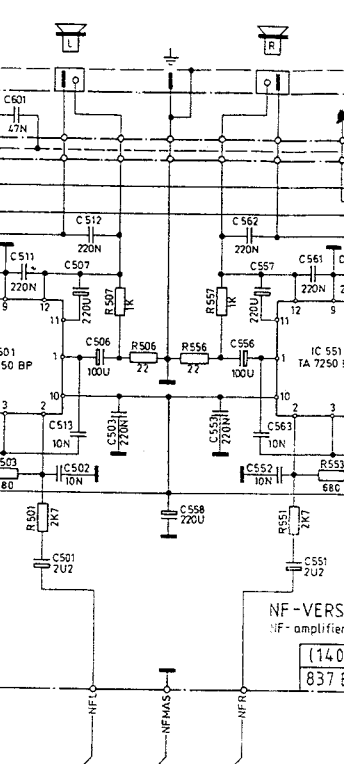 L
R
C601
47N
C512
220N
C562
220N
C511
220N
C507
220U
R507
1K
R557
1K
C557
220U
C561
220N
9
12
12
9
11
11
501
50 BP
1
C506
100U
R506
22
R556
22
C556
100U
1
IC 551
TA 7250
10
10
3
2
C513
10N
C503
220N
C553
220N
C563
10N
2
3
503
80
C502
10N
C552
10N
R553
680
R501
2K7
C558
220U
R551
2K7
C501
2U2
C551
2U2
NF-VERS
NF-amplifier
(140
837
NFL
NFMAS
NFR